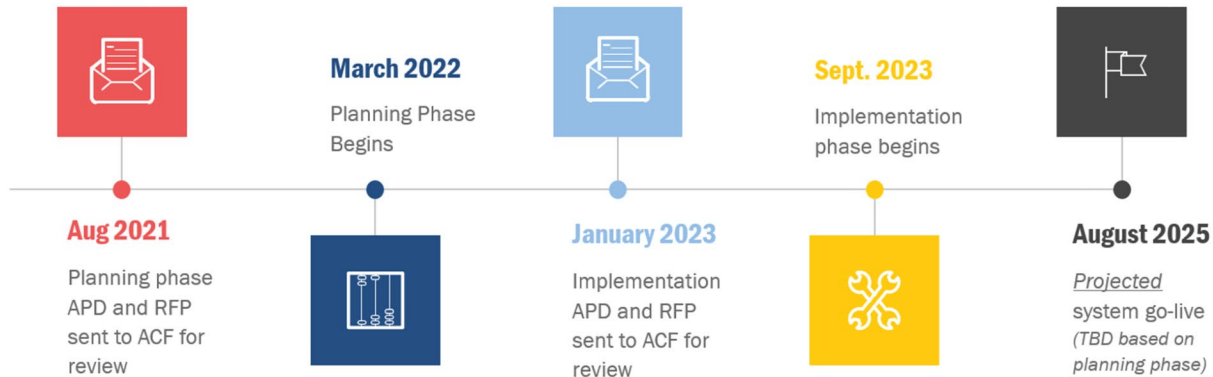 Aug 2021
Planning phase
APD and RFP
sent to ACF for
review
March 2022
Planning Phase
Begins
January 2023
Implementation
APD and RFP
sent to ACF for
review
Sept. 2023
Implementation
phase begins
August 2025
Projected
system go-live
(TBD based on
planning phase)